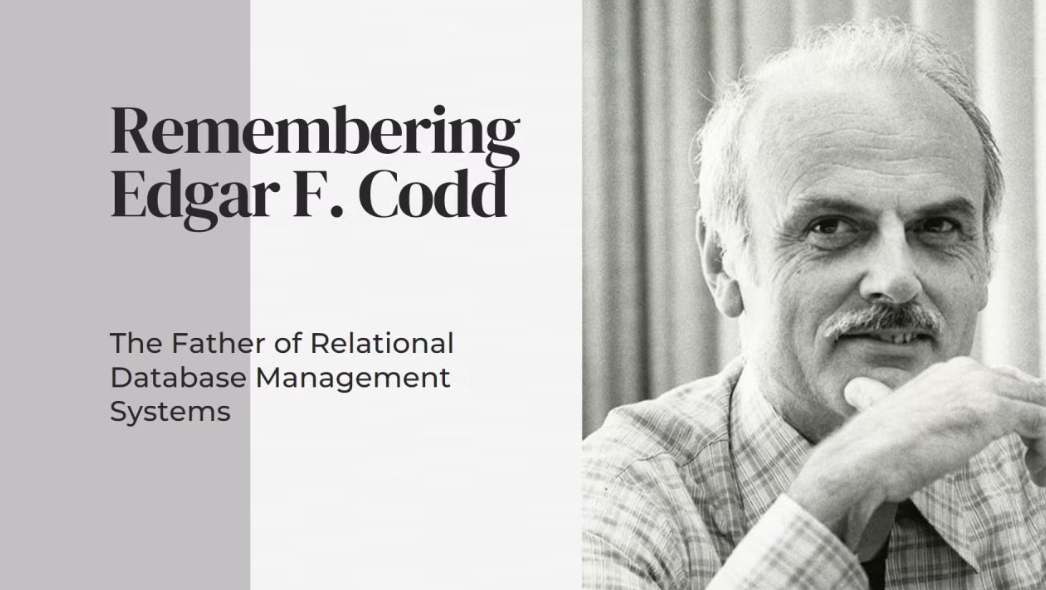 Remembering
Edgar F. Codd
The Father of Relational
Database Management
Systems